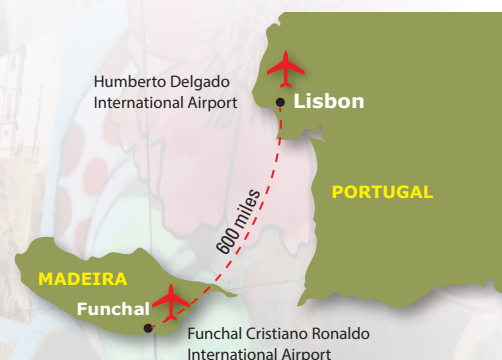 Humberto Delgado
International Airport
Lisbon
PORTUGAL
600 miles
MADEIRA
Funchal
Funchal Cristiano Ronaldo
International Airport